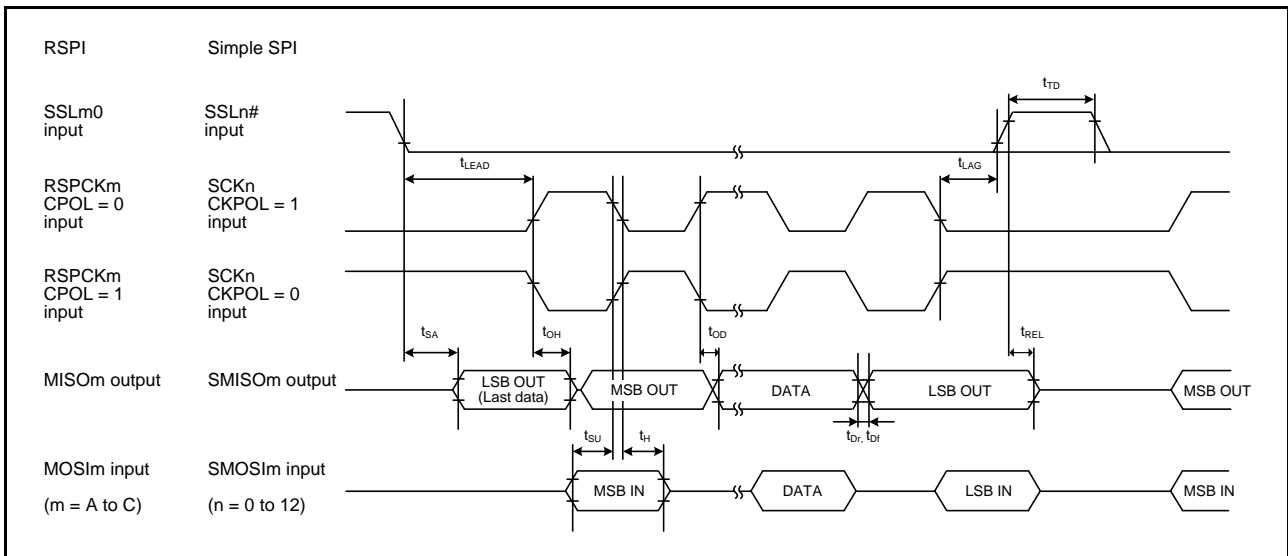 RSPI Simple SPI
tTD
SSLm0 SSLn#
input input
tLEAD tLAG
RSPCKm SCKn
CPOL = 0 CKPOL = 1
input input
RSPCKm SCKn
CPOL = 1 CKPOL = 0
input input
tSA tOH tOD tREL
MISOm output SMISOm output LSB OUT MSB OUT DATA LSB OUT MSB OUT
(Last data)
tSU tH tDr, tDf
MOSIm input SMOSIm input MSB IN DATA LSB IN MSB IN
(m = A to C) (n = 0 to 12)